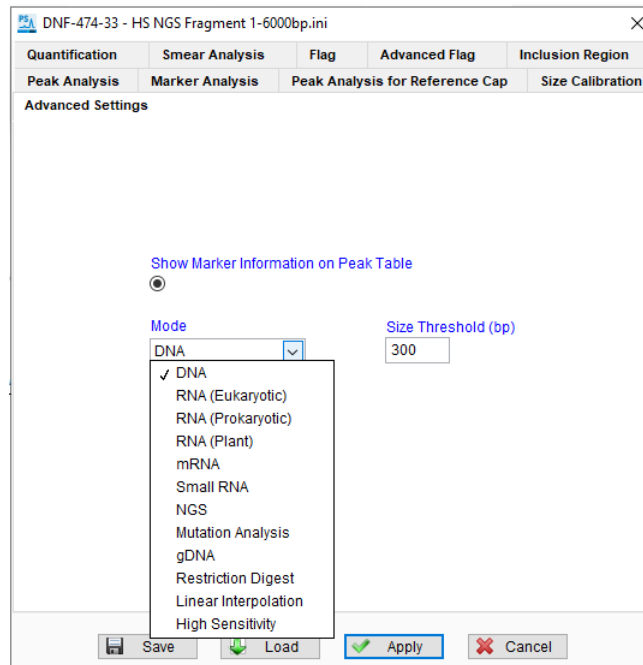 DNF-474-33 - HS NGS Fragment 1-6000bp.ini
Quantification Smear Analysis Flag Advanced Flag Inclusion Region
Peak Analysis Marker Analysis Peak Analysis for Reference Cap Size Calibration
Advanced Settings
Show Marker Information on Peak Table
Mode Size Threshold (bp)
DNA 300
✓ DNA
RNA (Eukaryotic)
RNA (Prokaryotic)
RNA (Plant)
mRNA
Small RNA
NGS
Mutation Analysis
gDNA
Restriction Digest
Linear Interpolation
High Sensitivity
Save Load Apply Cancel